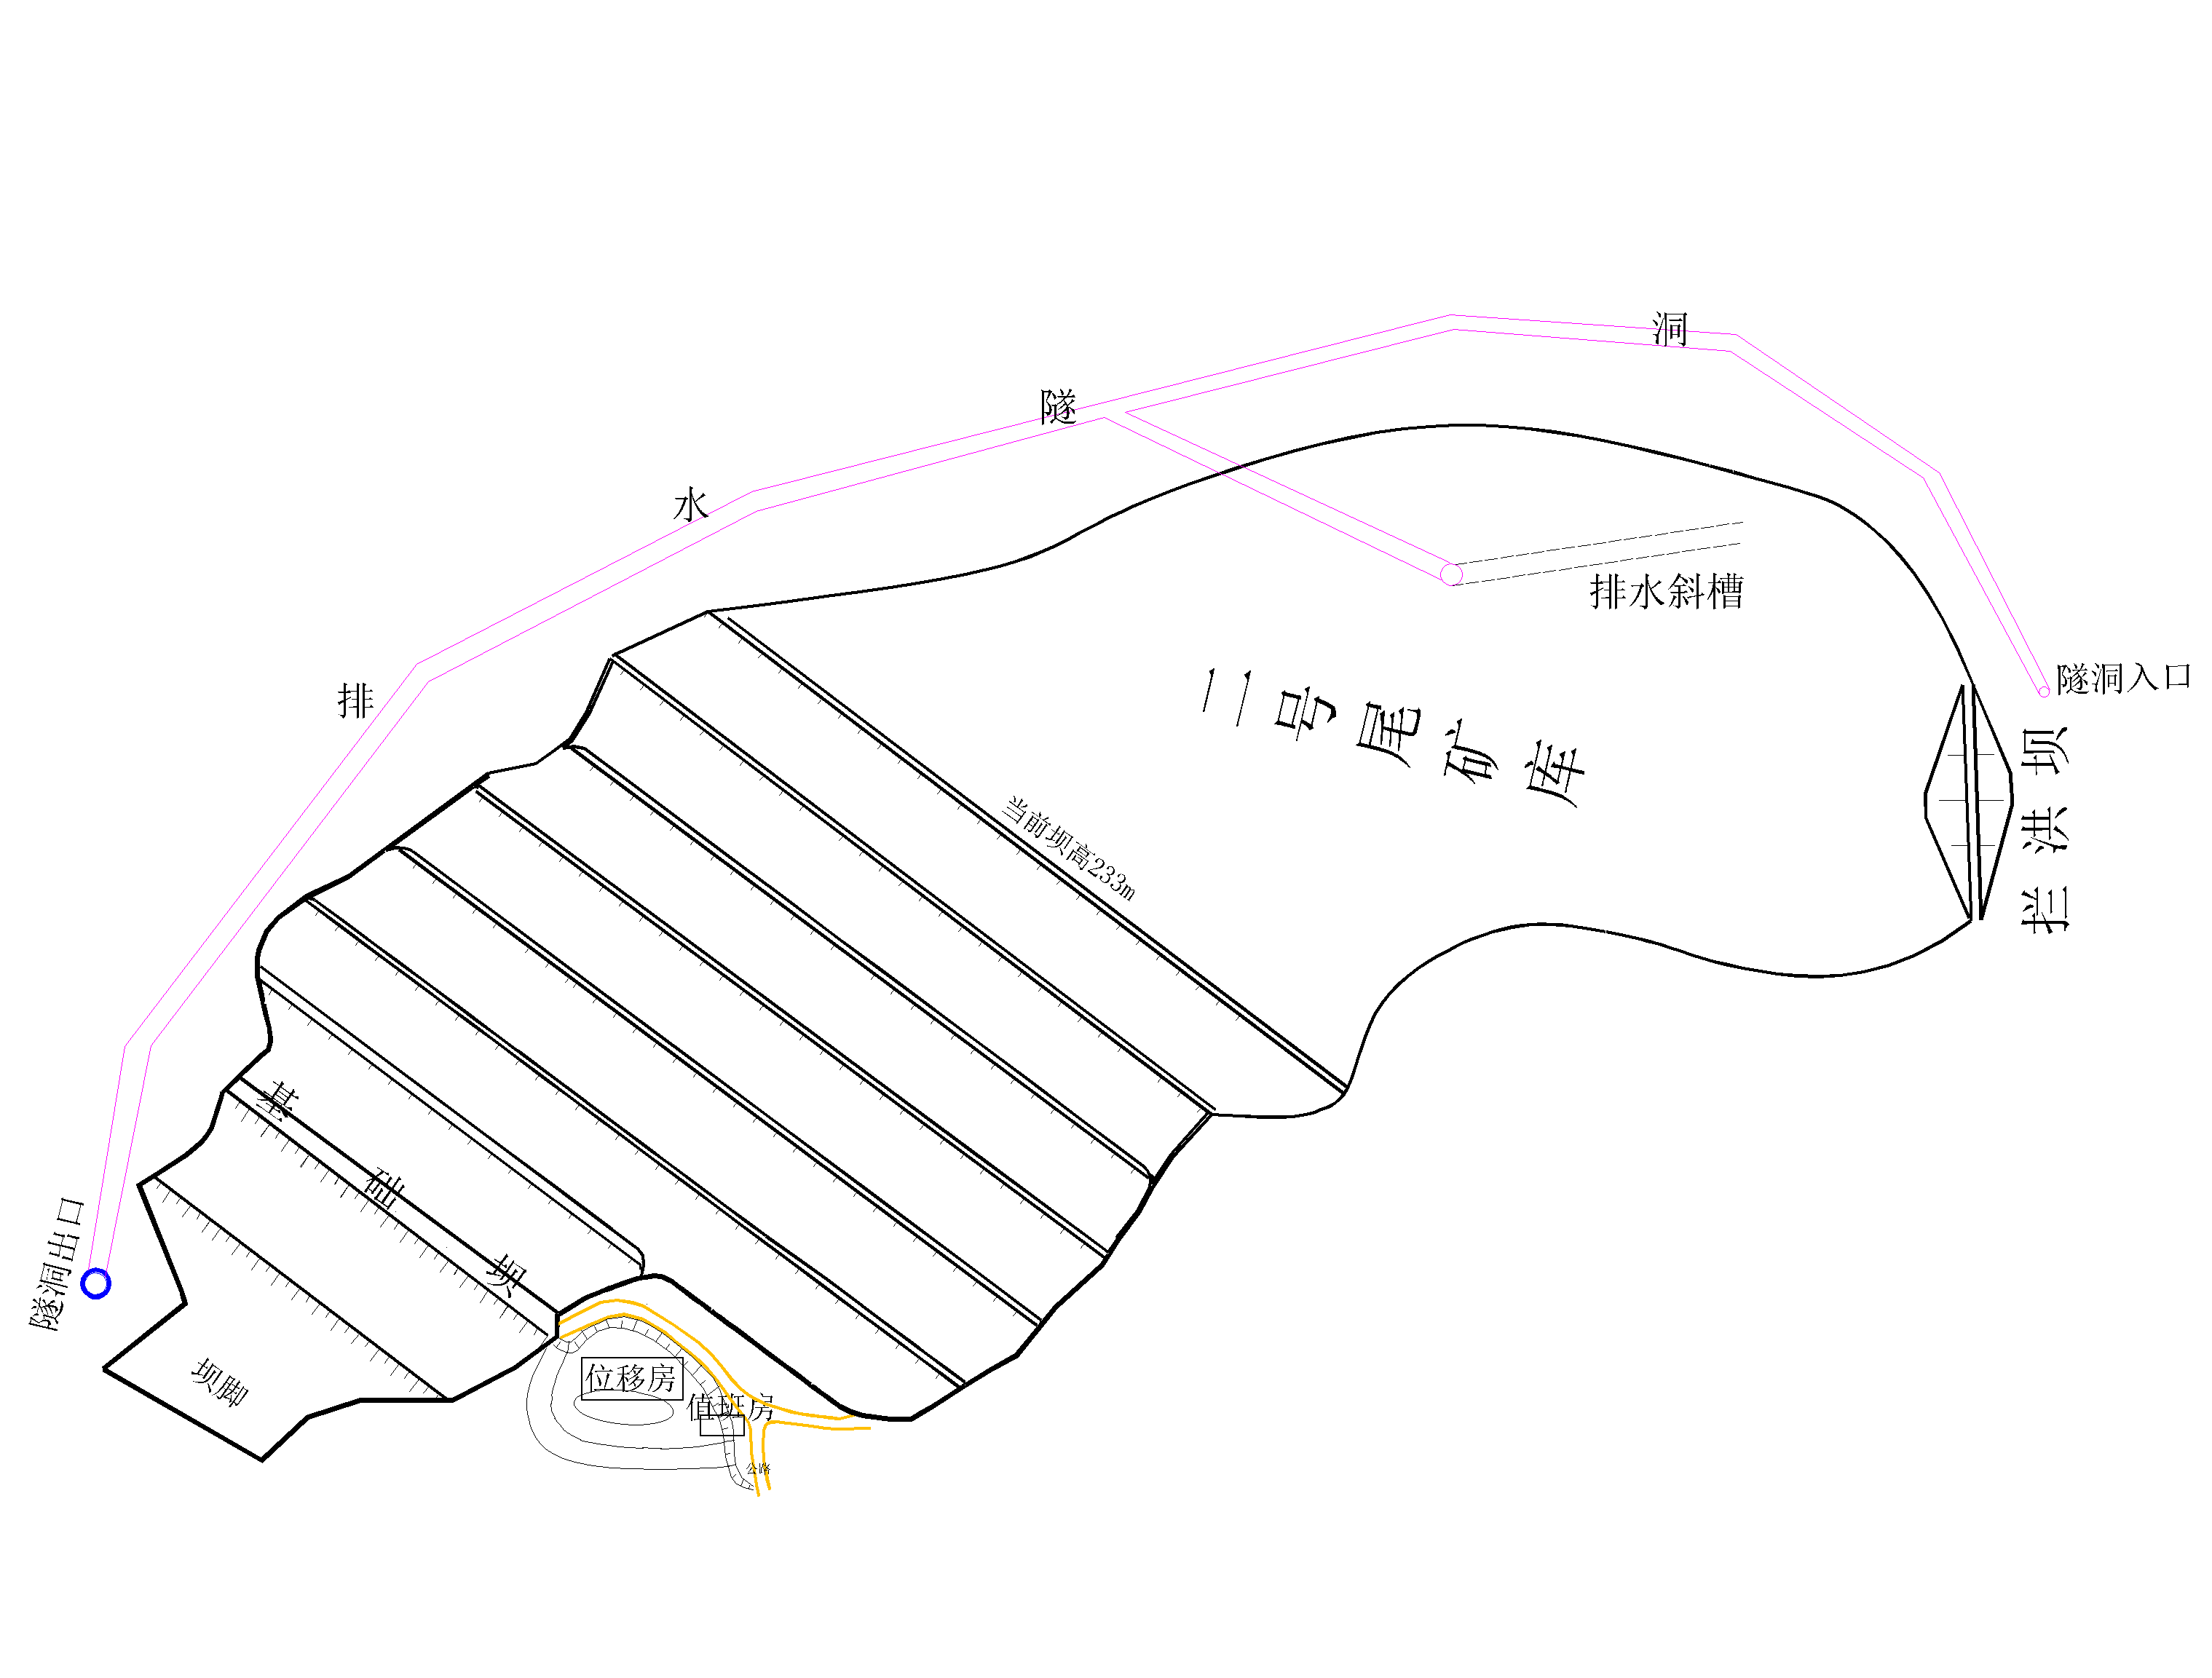 排水隧洞
排水斜槽
隧洞入口
二号尾矿库
拦洪坝
当前坝高233m
基础坝
隧洞出口
坝脚
位移房
值班房
公路